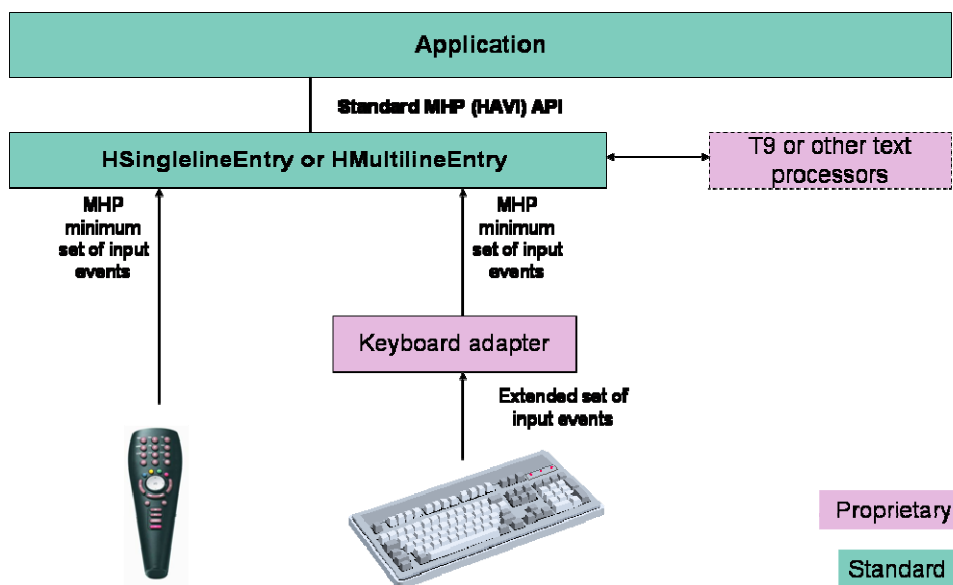 Application
Standard MHP (HAVI) API
HSinglelineEntry or HMultilineEntry
T9 or other text
processors
MHP
minimum
set of input
events
MHP
minimum
set of input
events
Keyboard adapter
Extended set of
input events
Proprietary
Standard